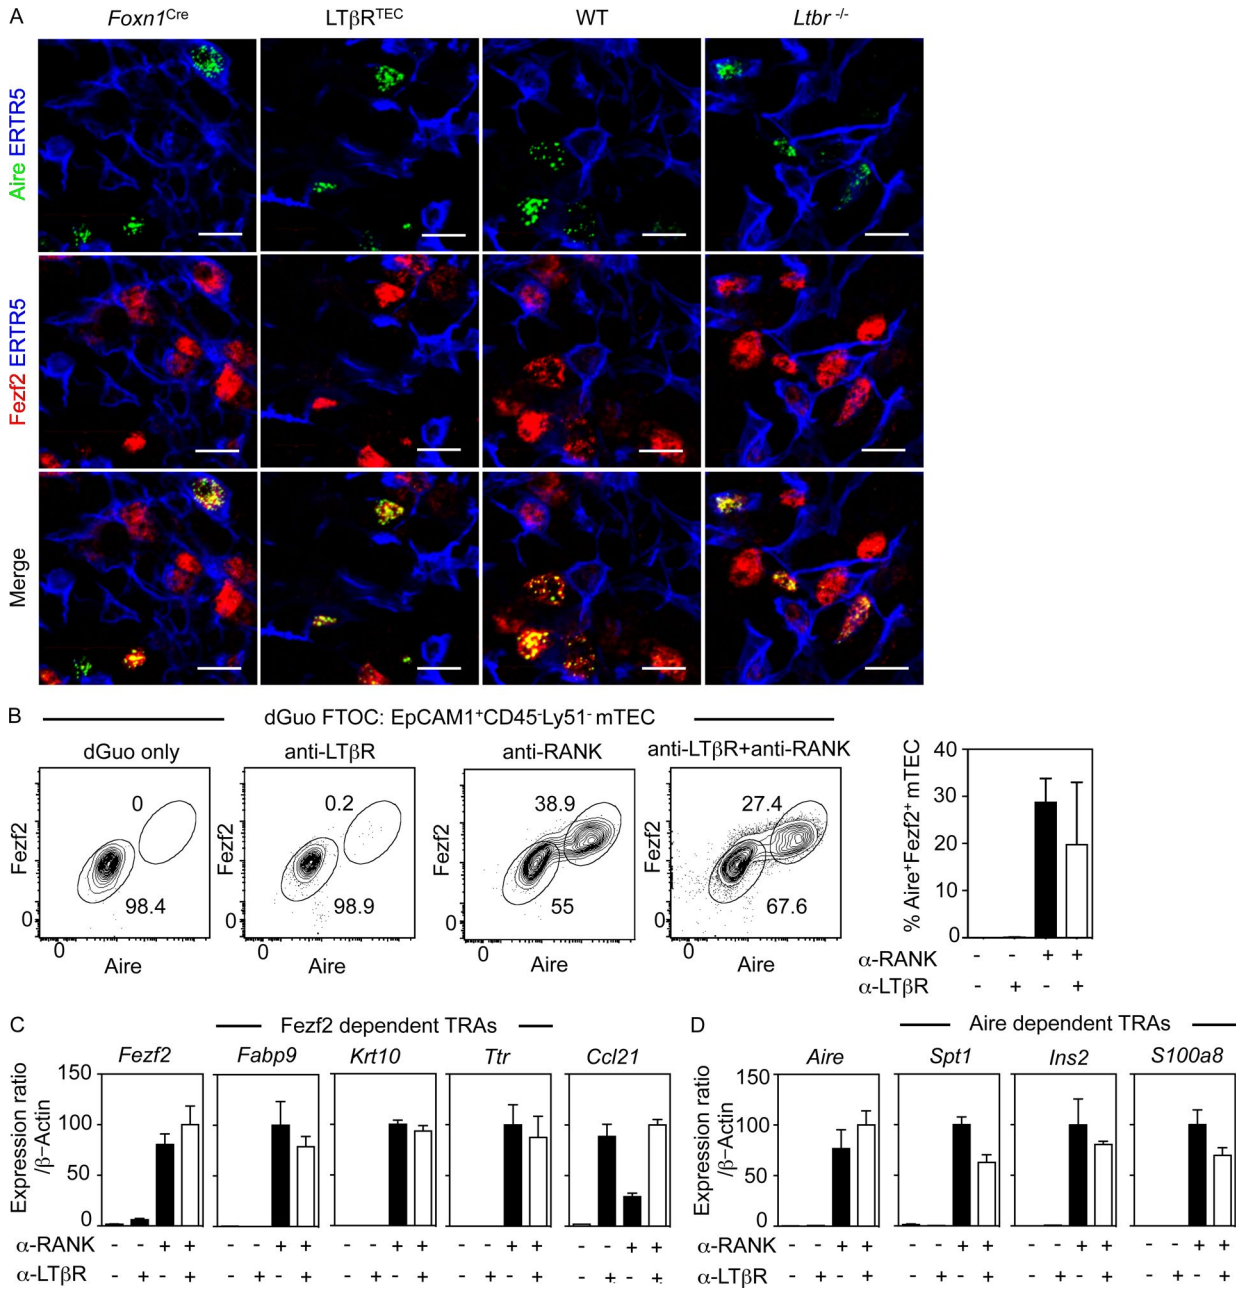 A
Foxn1Cre LTβRTEC WT Ltbr -/-
Aire ERTR5
Fezf2 ERTR5
Merge
B
dGuo FTOC: EpCAM1+CD45-Ly51- mTEC
dGuo only anti-LTβR anti-RANK anti-LTβR+anti-RANK
Fezf2 0 98.4 0 0
Aire
Fezf2 0.2 98.9 0 0
Aire
Fezf2 38.9 55 0 0
Aire
Fezf2 27.4 67.6 0 0
Aire
% Aire+Fezf2+ mTEC
40
30
20
10
0
α-RANK - - + +
α-LTβR - + - +
C
Fezf2 dependent TRAs
Fezf2 Fabp9 Krt10 Ttr Ccl21
Expression ratio
/β−Actin
150
100
50
0
α-RANK - - + + - - + + - - + + - - + + - - + +
α-LTβR - + - + - + - + - + - + - + - + - + - +
D
Aire dependent TRAs
Aire Spt1 Ins2 S100a8
Expression ratio
/β−Actin
150
100
50
0
α-RANK - - + + - - + + - - + + - - + +
α-LTβR - + - + - + - + - + - + - + - +